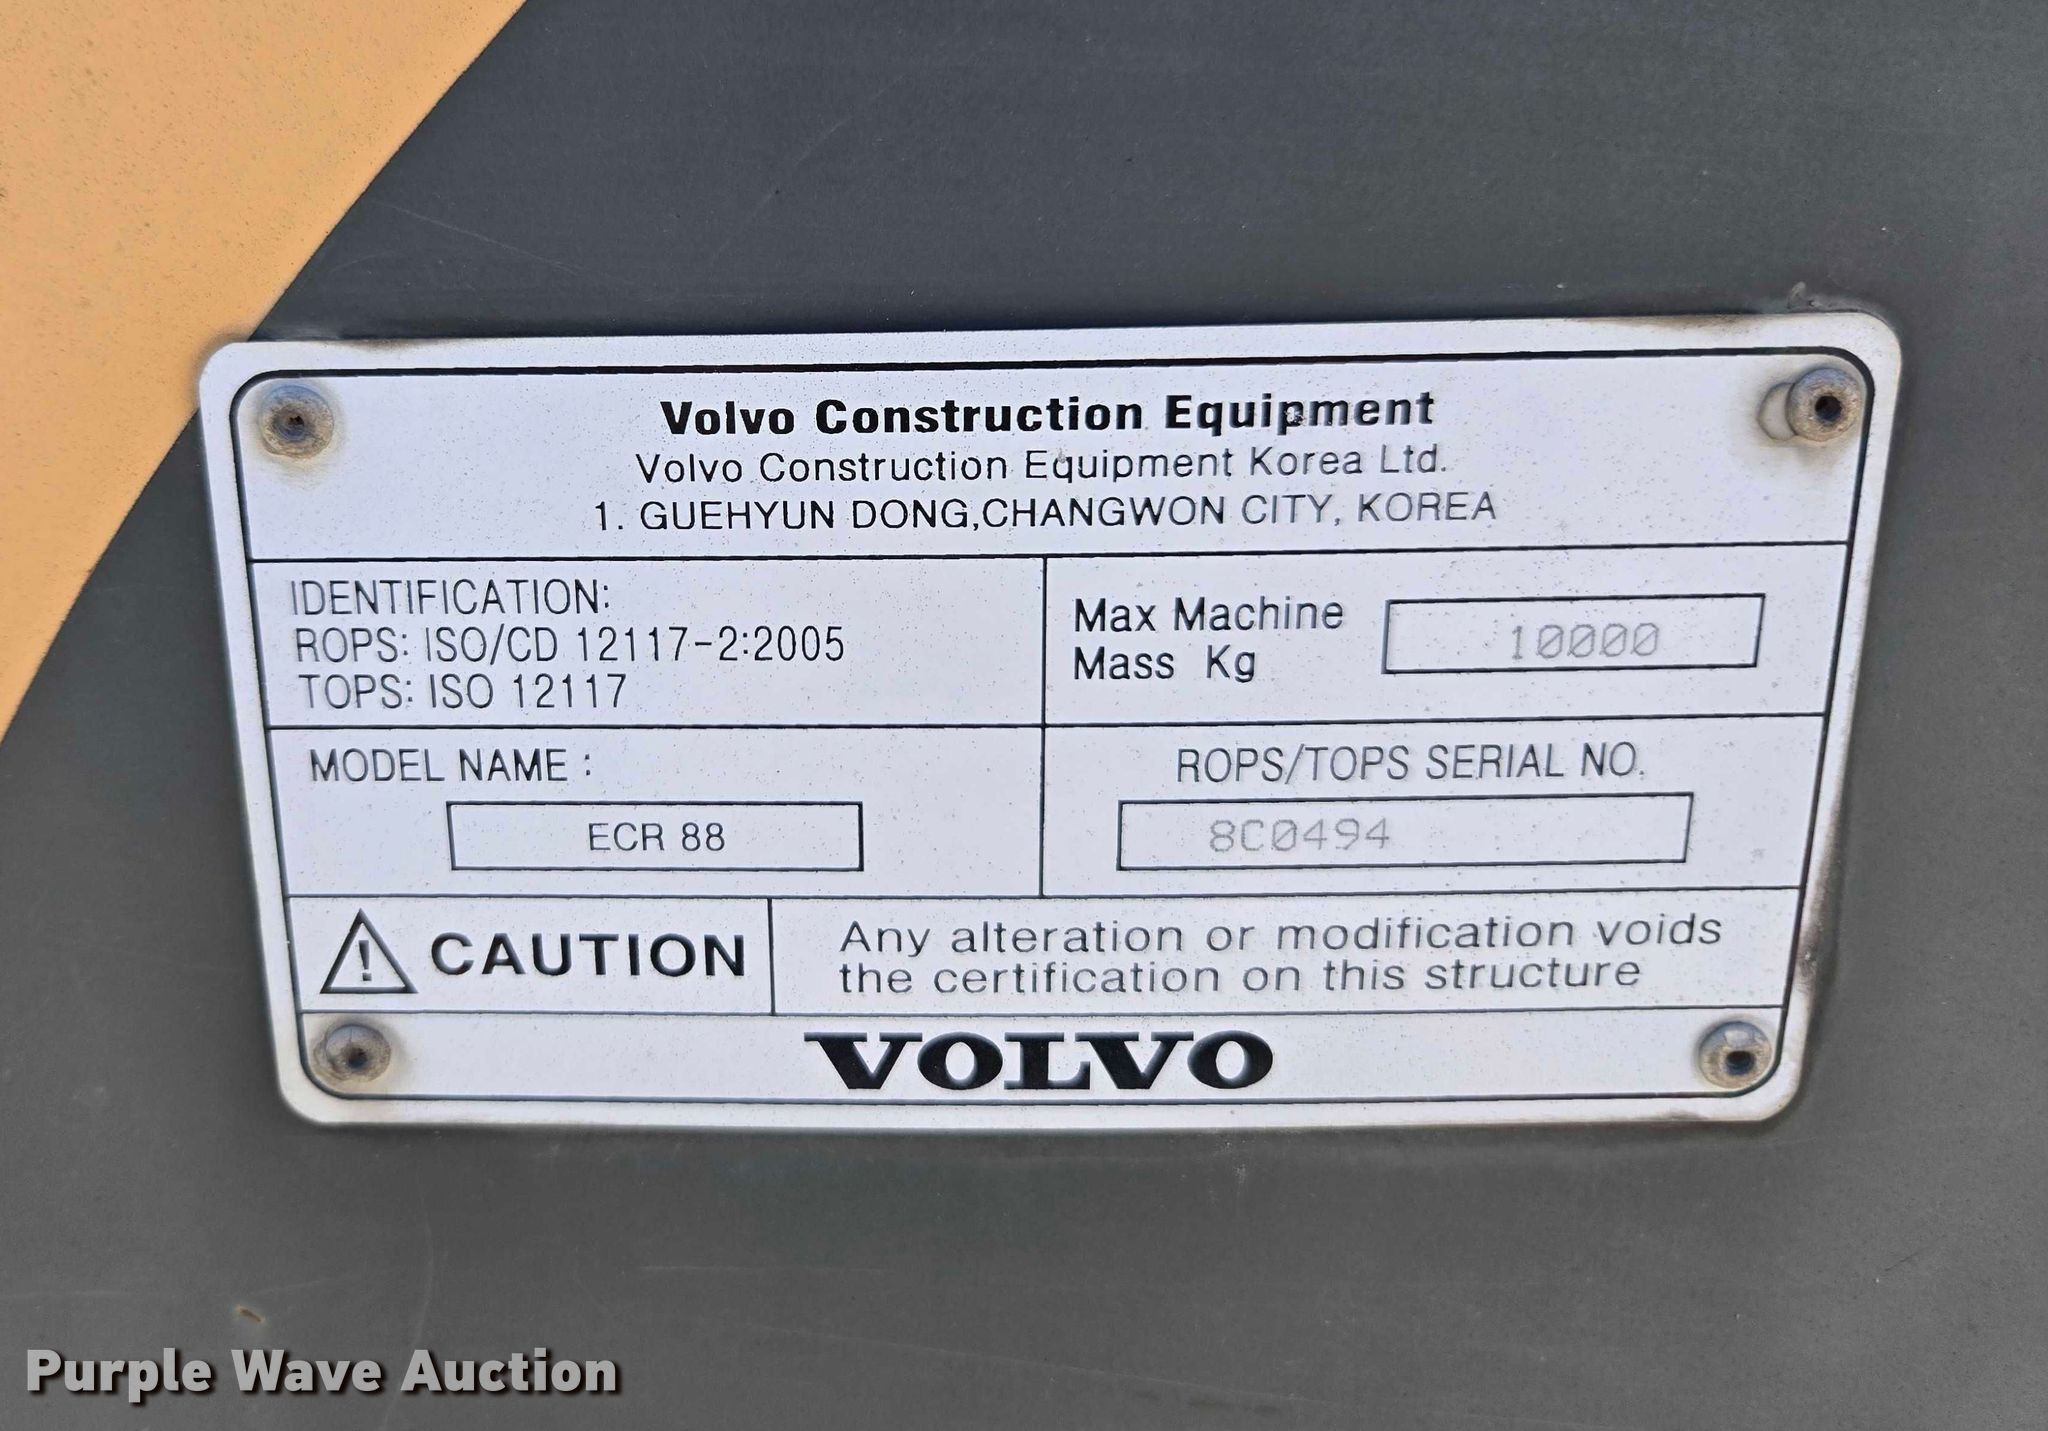 Volvo Construction Equipment
Volvo Construction Equipment Korea Ltd.
1. GUEHYUN DONG,CHANGWON CITY, KOREA
IDENTIFICATION:
ROPS: ISO/CD 12117-2:2005
TOPS: ISO 12117
Max Machine
Mass Kg
10000
MODEL NAME :
ECR 88
ROPS/TOPS SERIAL NO.
8C0494
CAUTION
Any alteration or modification voids
the certification on this structure
VOLVO
Purple Wave Auction